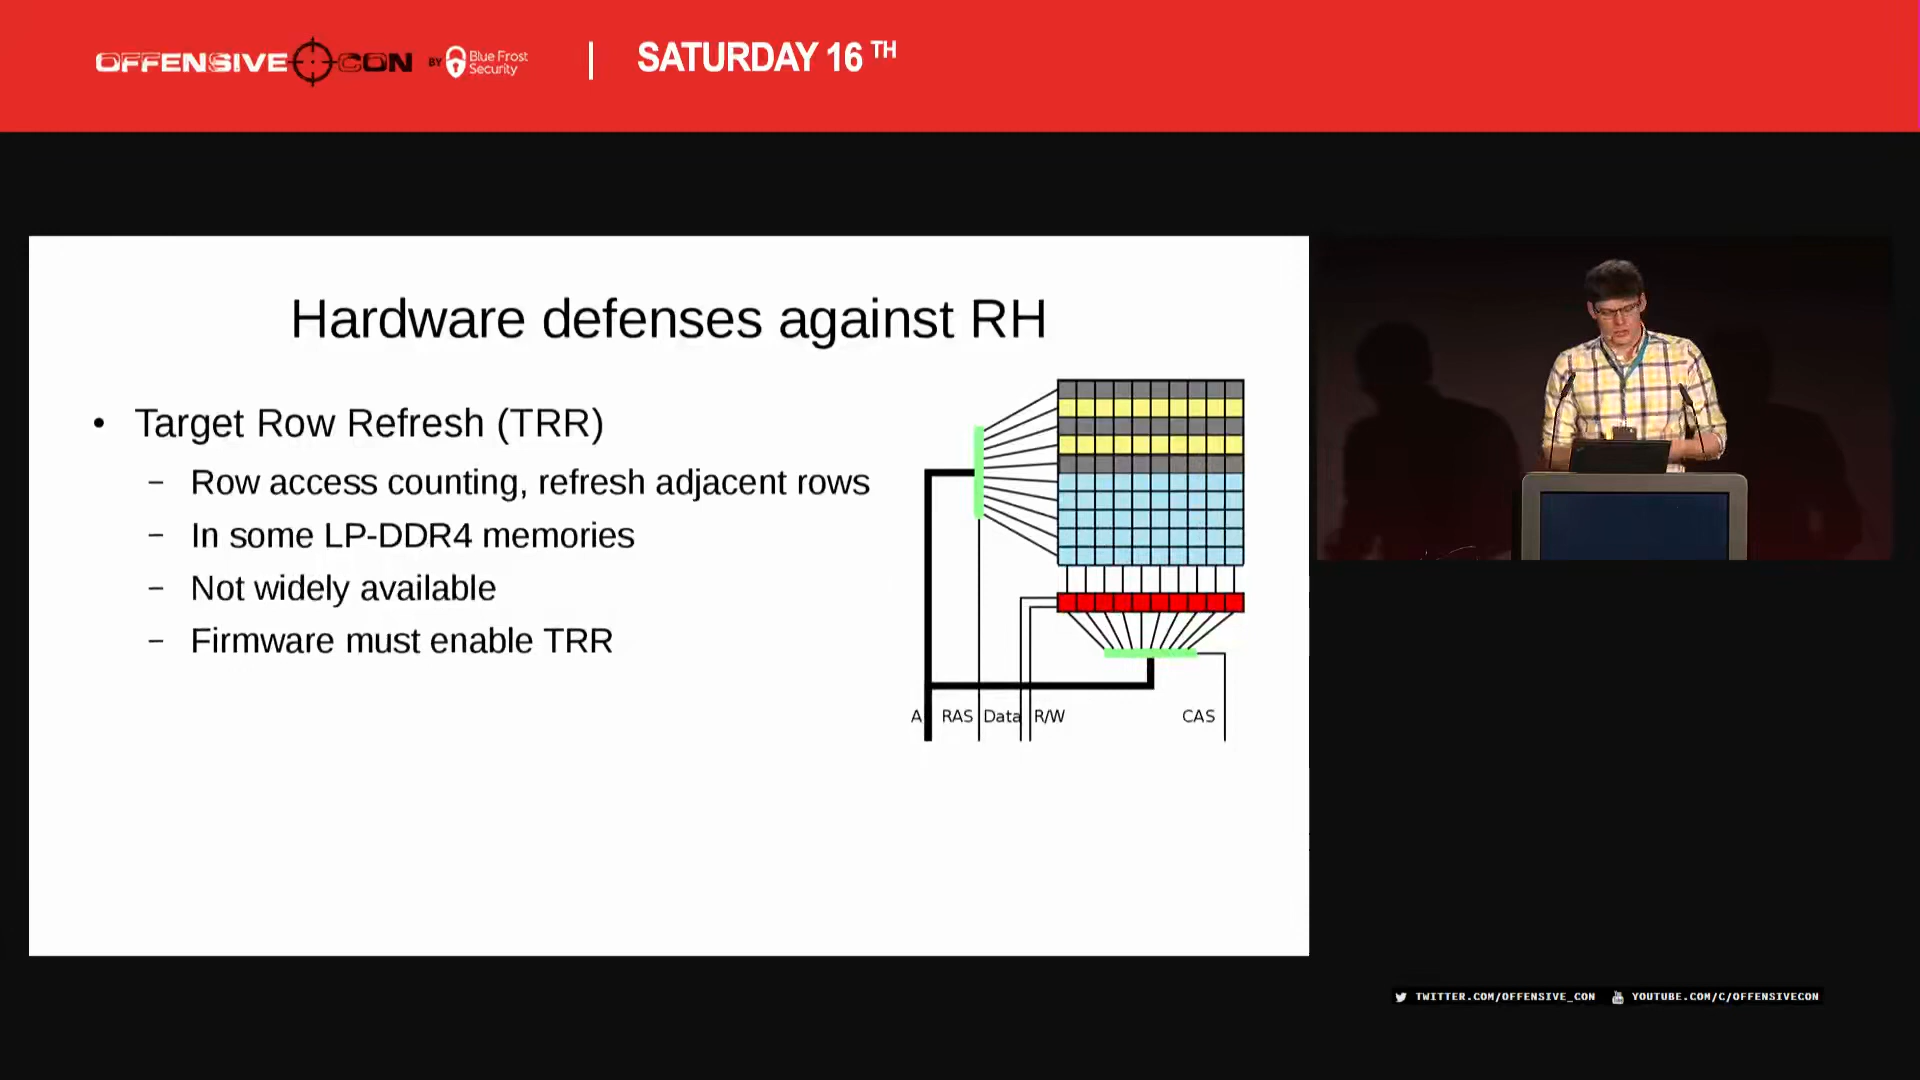 OFFENSIVE CON BY Blue Frost Security | SATURDAY 16 TH
Hardware defenses against RH
• Target Row Refresh (TRR)
– Row access counting, refresh adjacent rows
– In some LP-DDR4 memories
– Not widely available
– Firmware must enable TRR
A RAS Data R/W CAS
TWITTER.COM/OFFENSIVE_CON YOUTUBE.COM/C/OFFENSIVECON